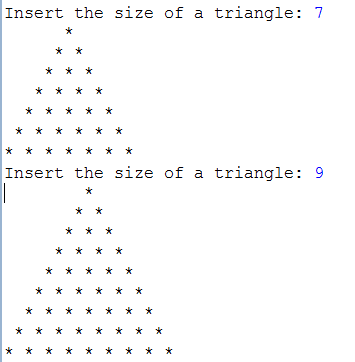 Insert the size of a triangle: 7
*
* *
* * *
* * * *
* * * * *
* * * * * *
* * * * * * *
Insert the size of a triangle: 9
*
* *
* * *
* * * *
* * * * *
* * * * * *
* * * * * * *
* * * * * * * *
* * * * * * * * *